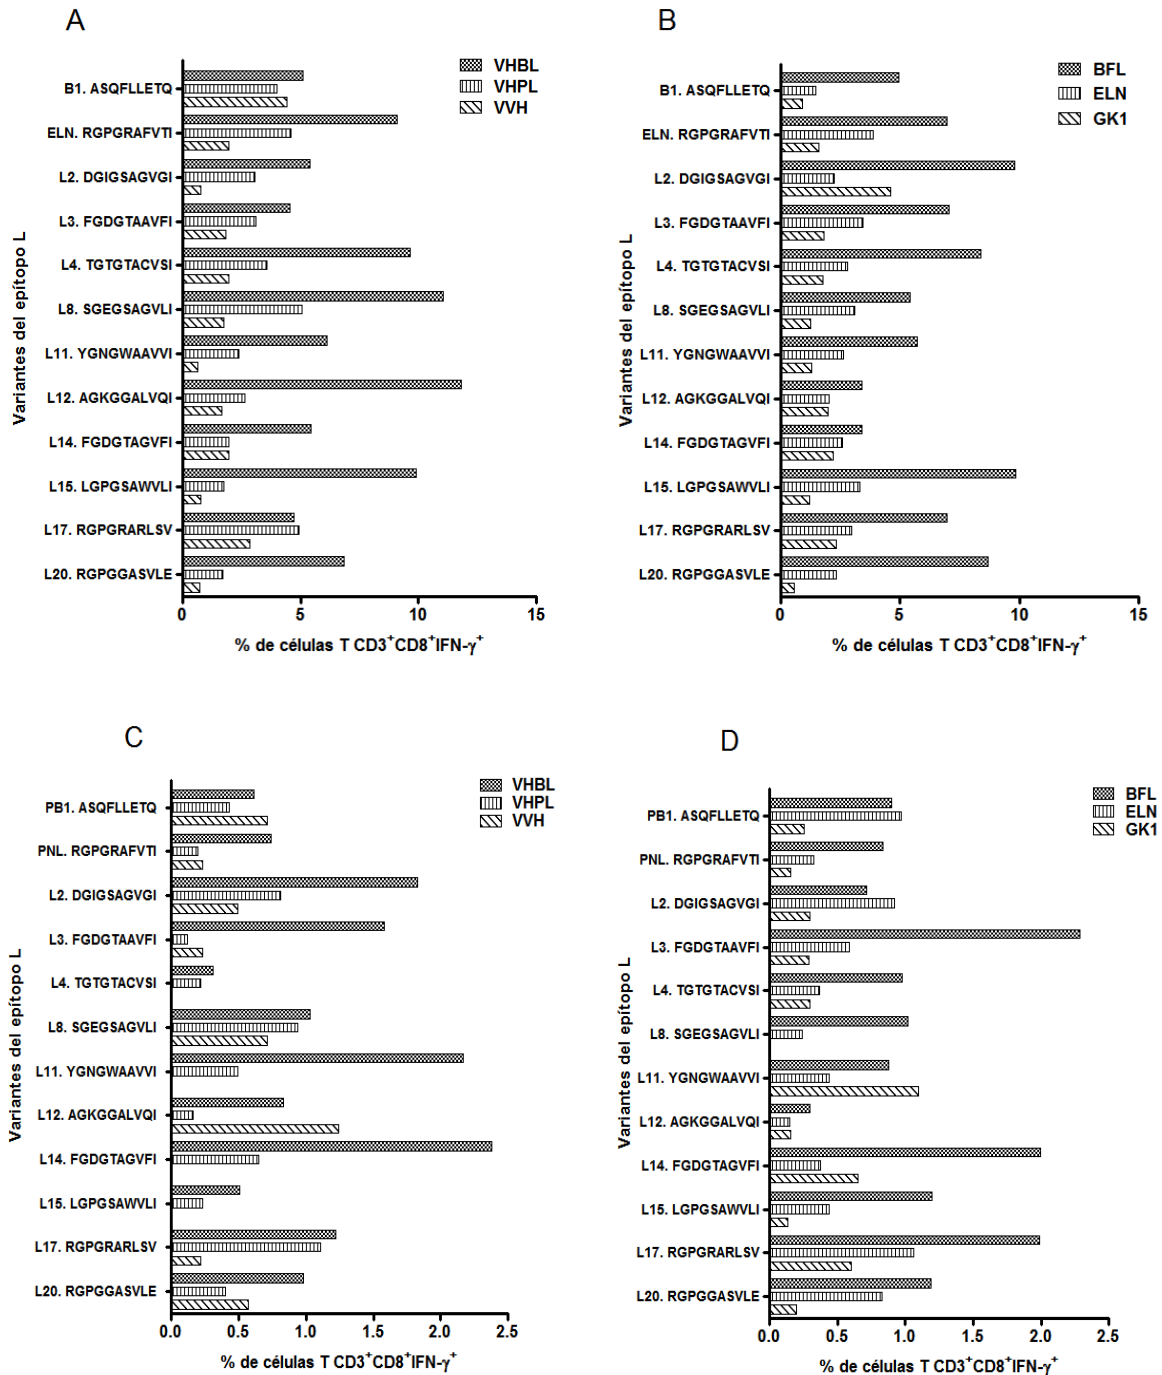 A
VHBL
VHPL
VVH
B1. ASQFLLETQ
ELN. RGPGRAFVTI
L2. DGIGSAGVGI
L3. FGDGTAAVFI
L4. TGTGTACVSI
L8. SGEGSAGVLI
L11. YGNGWAAVVI
L12. AGKGGALVQI
L14. FGDGTAGVFI
L15. LGPGSAWVLI
L17. RGPGRARLSV
L20. RGPGGASVLE
Variantes del epítopo L
0 5 10 15
% de células T CD3⁺CD8⁺IFN-γ⁺
B
BFL
ELN
GK1
B1. ASQFLLETQ
ELN. RGPGRAFVTI
L2. DGIGSAGVGI
L3. FGDGTAAVFI
L4. TGTGTACVSI
L8. SGEGSAGVLI
L11. YGNGWAAVVI
L12. AGKGGALVQI
L14. FGDGTAGVFI
L15. LGPGSAWVLI
L17. RGPGRARLSV
L20. RGPGGASVLE
Variantes del epítopo L
0 5 10 15
% de células T CD3⁺CD8⁺IFN-γ⁺
C
VHBL
VHPL
VVH
PB1. ASQFLLETQ
PNL. RGPGRAFVTI
L2. DGIGSAGVGI
L3. FGDGTAAVFI
L4. TGTGTACVSI
L8. SGEGSAGVLI
L11. YGNGWAAVVI
L12. AGKGGALVQI
L14. FGDGTAGVFI
L15. LGPGSAWVLI
L17. RGPGRARLSV
L20. RGPGGASVLE
Variantes del epítopo L
0.0 0.5 1.0 1.5 2.0 2.5
% de células T CD3⁺CD8⁺IFN-γ⁺
D
BFL
ELN
GK1
PB1. ASQFLLETQ
PNL. RGPGRAFVTI
L2. DGIGSAGVGI
L3. FGDGTAAVFI
L4. TGTGTACVSI
L8. SGEGSAGVLI
L11. YGNGWAAVVI
L12. AGKGGALVQI
L14. FGDGTAGVFI
L15. LGPGSAWVLI
L17. RGPGRARLSV
L20. RGPGGASVLE
Variantes del epítopo L
0.0 0.5 1.0 1.5 2.0 2.5
% de células T CD3⁺CD8⁺IFN-γ⁺